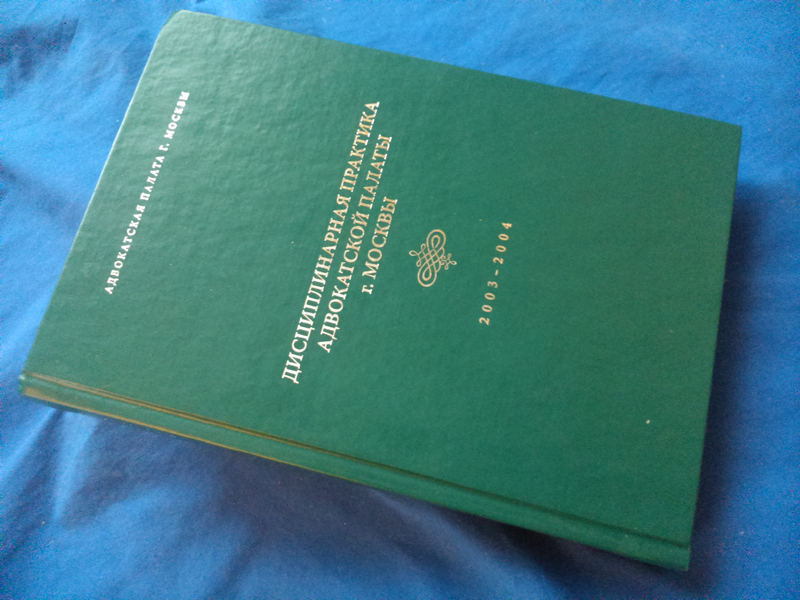 АДВОКАТСКАЯ ПАЛАТА Г. МОСКВЫ
ДИСЦИПЛИНАРНАЯ ПРАКТИКА
АДВОКАТСКОЙ ПАЛАТЫ
г. МОСКВЫ
2003–2004